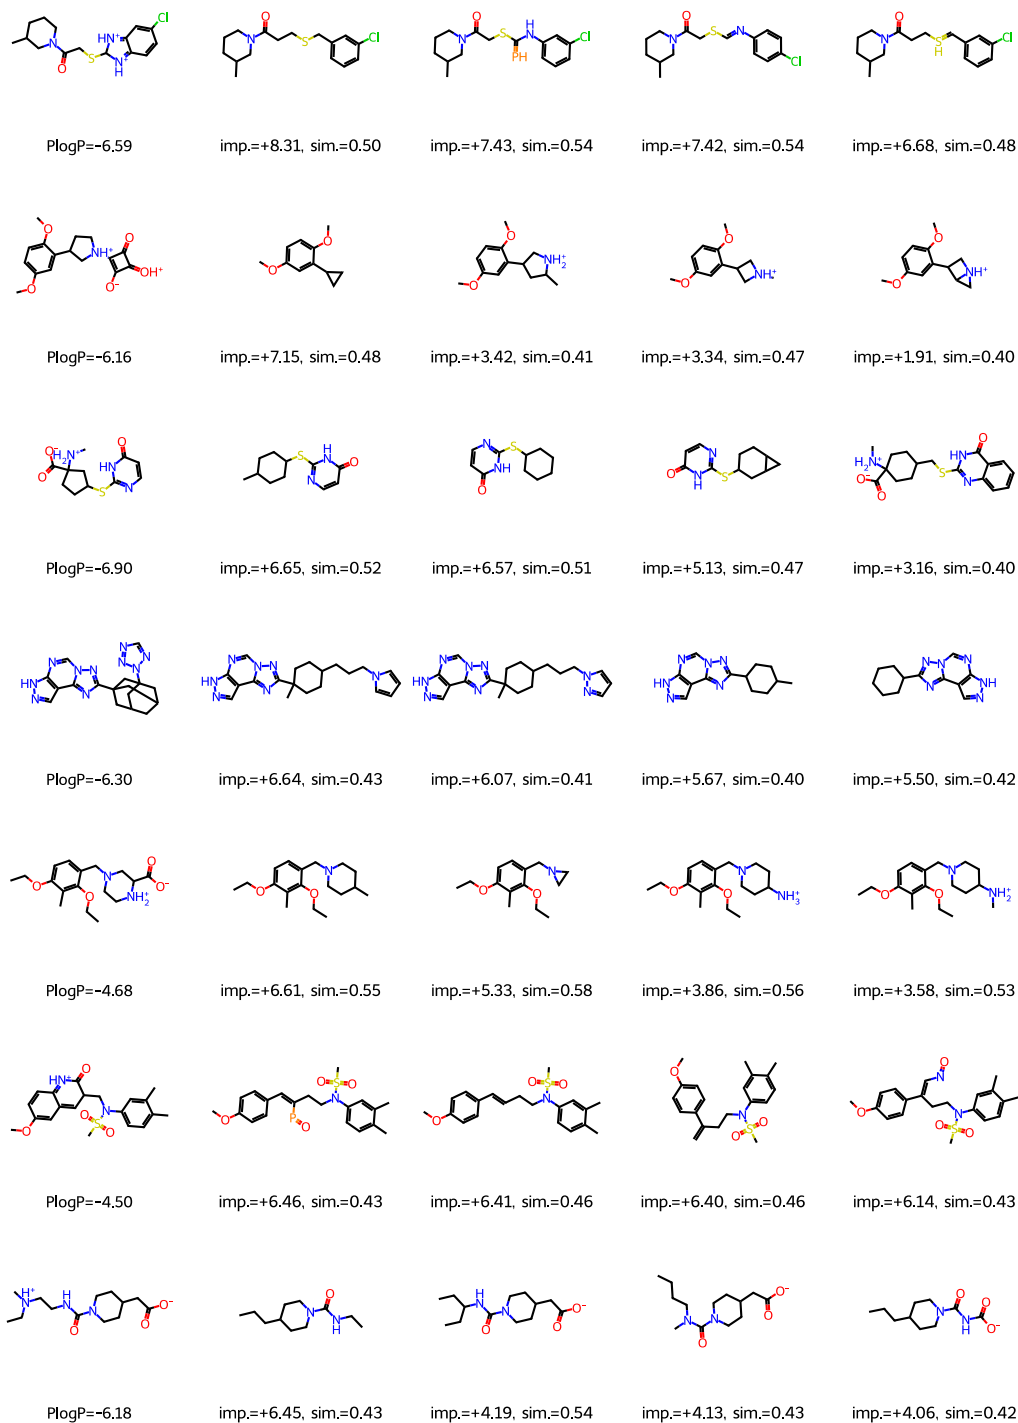 PlogP=-6.59 imp.=+8.31, sim.=0.50 imp.=+7.43, sim.=0.54 imp.=+7.42, sim.=0.54 imp.=+6.68, sim.=0.48
PlogP=-6.16 imp.=+7.15, sim.=0.48 imp.=+3.42, sim.=0.41 imp.=+3.34, sim.=0.47 imp.=+1.91, sim.=0.40
PlogP=-6.90 imp.=+6.65, sim.=0.52 imp.=+6.57, sim.=0.51 imp.=+5.13, sim.=0.47 imp.=+3.16, sim.=0.40
PlogP=-6.30 imp.=+6.64, sim.=0.43 imp.=+6.07, sim.=0.41 imp.=+5.67, sim.=0.40 imp.=+5.50, sim.=0.42
PlogP=-4.68 imp.=+6.61, sim.=0.55 imp.=+5.33, sim.=0.58 imp.=+3.86, sim.=0.56 imp.=+3.58, sim.=0.53
PlogP=-4.50 imp.=+6.46, sim.=0.43 imp.=+6.41, sim.=0.46 imp.=+6.40, sim.=0.46 imp.=+6.14, sim.=0.43
PlogP=-6.18 imp.=+6.45, sim.=0.43 imp.=+4.19, sim.=0.54 imp.=+4.13, sim.=0.43 imp.=+4.06, sim.=0.42